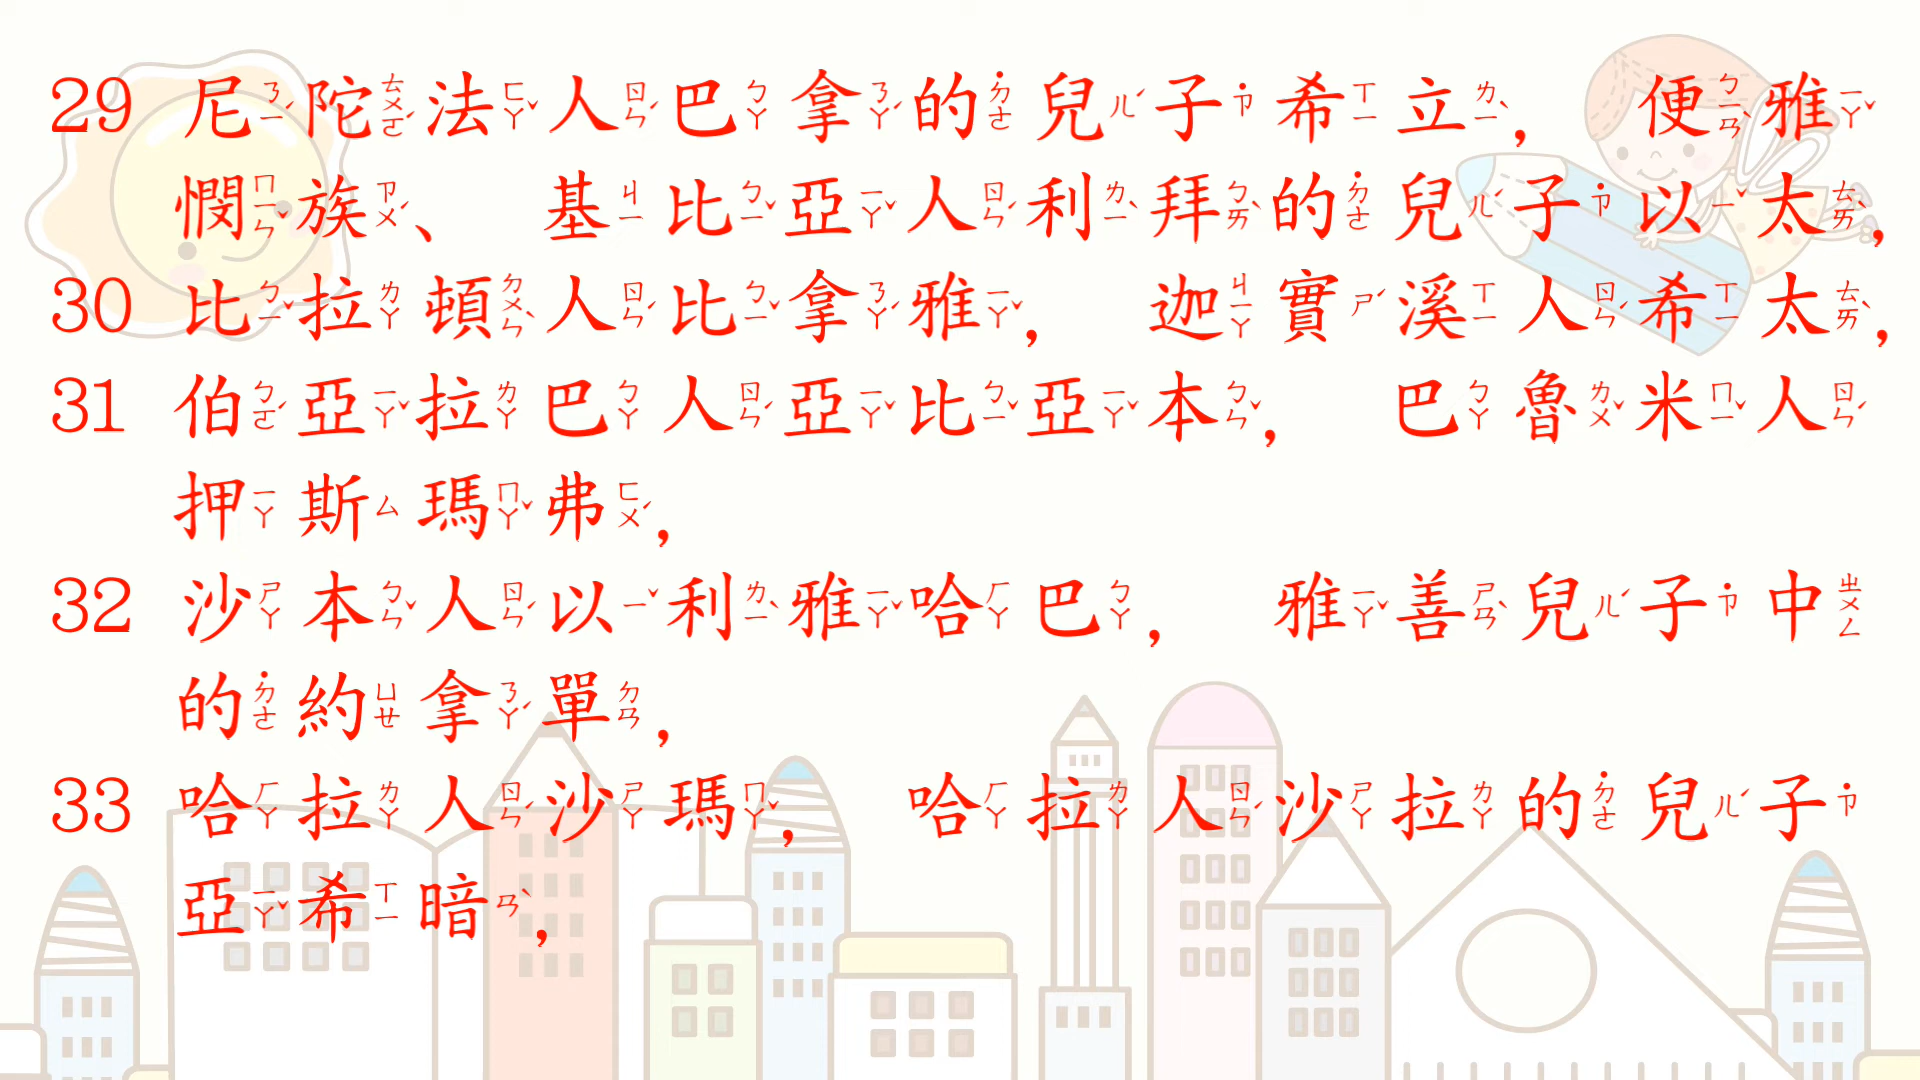 29 尼陀法人巴拿的兒子希立， 便雅
憫族、 基比亞人利拜的兒子以太，
30 比拉頓人比拿雅， 迦實溪人希太，
31 伯亞拉巴人亞比亞本， 巴魯米人
押斯瑪弗，
32 沙本人以利雅哈巴， 雅善兒子中
的約拿單，
33 哈拉人沙瑪， 哈拉人沙拉的兒子
亞希暗，